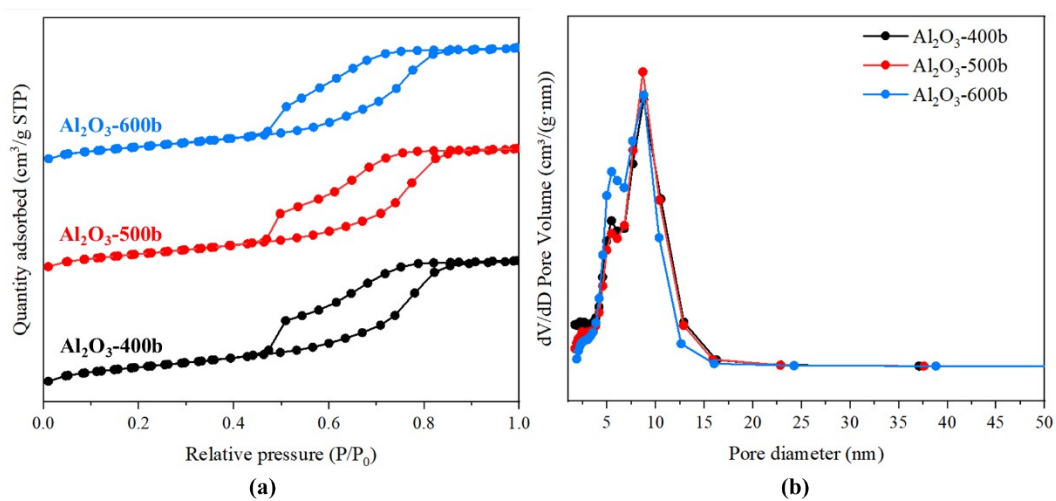 Quantity adsorbed (cm³/g STP)
Al₂O₃-600b
Al₂O₃-500b
Al₂O₃-400b
0.0 0.2 0.4 0.6 0.8 1.0
Relative pressure (P/P₀)
(a)
dV/dD Pore Volume (cm³/(g·nm))
Al₂O₃-400b
Al₂O₃-500b
Al₂O₃-600b
5 10 15 20 25 30 35 40 45 50
Pore diameter (nm)
(b)